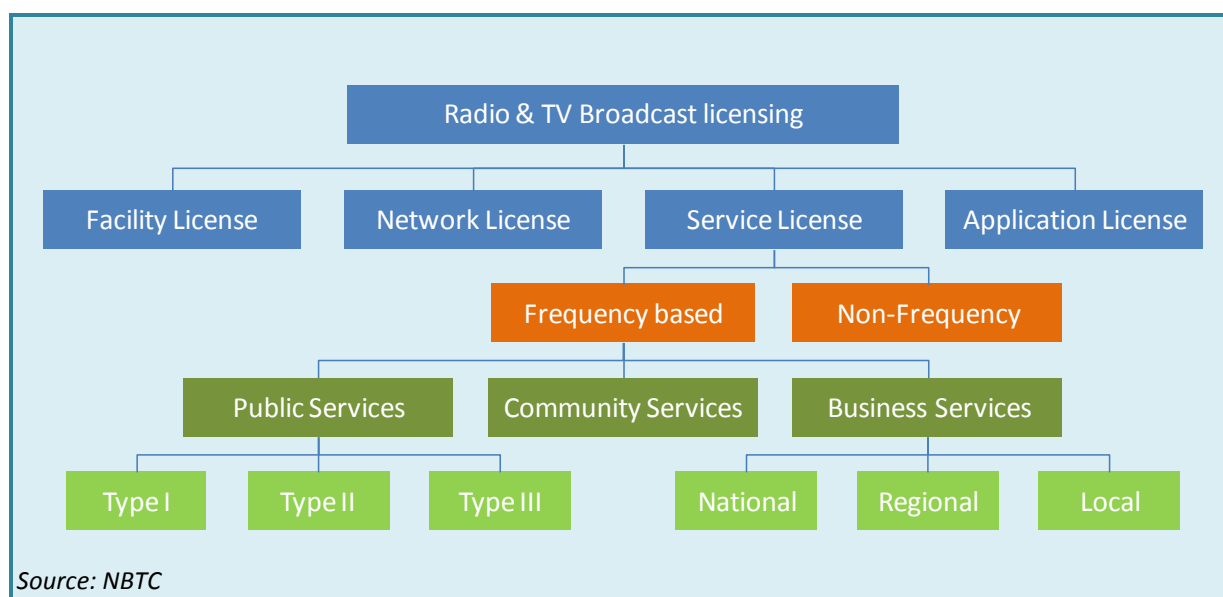 Radio & TV Broadcast licensing
Facility License
Network License
Service License
Application License
Frequency based
Non-Frequency
Public Services
Community Services
Business Services
Type I
Type II
Type III
National
Regional
Local
Source: NBTC